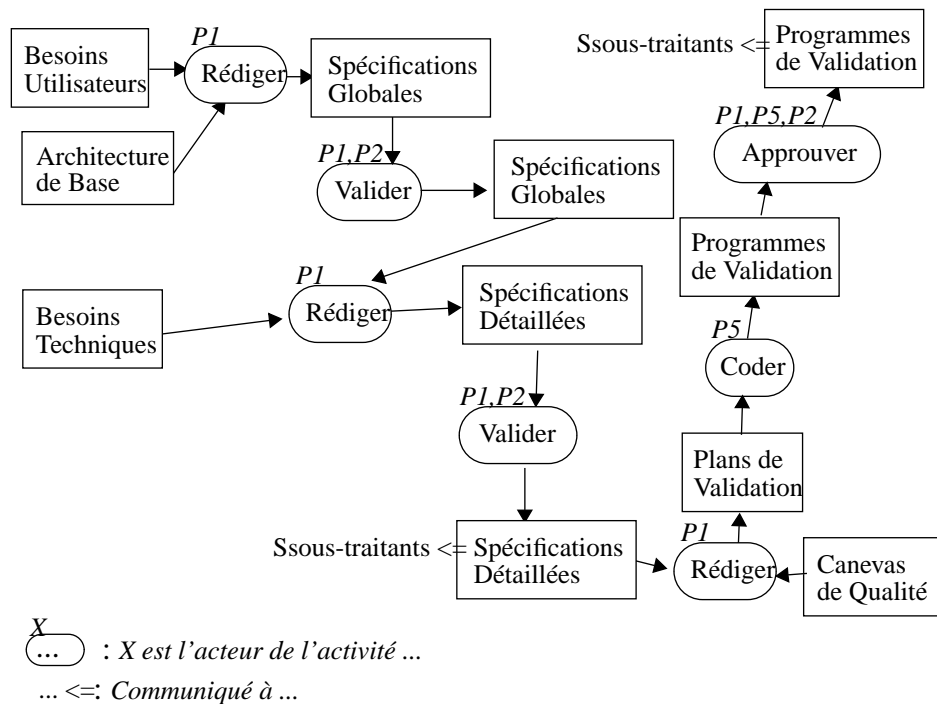 P1
Besoins
Utilisateurs
Rédiger
Spécifications
Globales
Ssous-traitants <= Programmes
de Validation
Architecture
de Base
P1,P2
Valider
Spécifications
Globales
P1,P5,P2
Approuver
Programmes
de Validation
P1
Besoins
Techniques
Rédiger
Spécifications
Détaillées
P5
Coder
P1,P2
Valider
Plans de
Validation
Ssous-traitants <= Spécifications
Détaillées
P1
Rédiger
Canevas
de Qualité
X
... : X est l'acteur de l'activité ...
... <=: Communiqué à ...